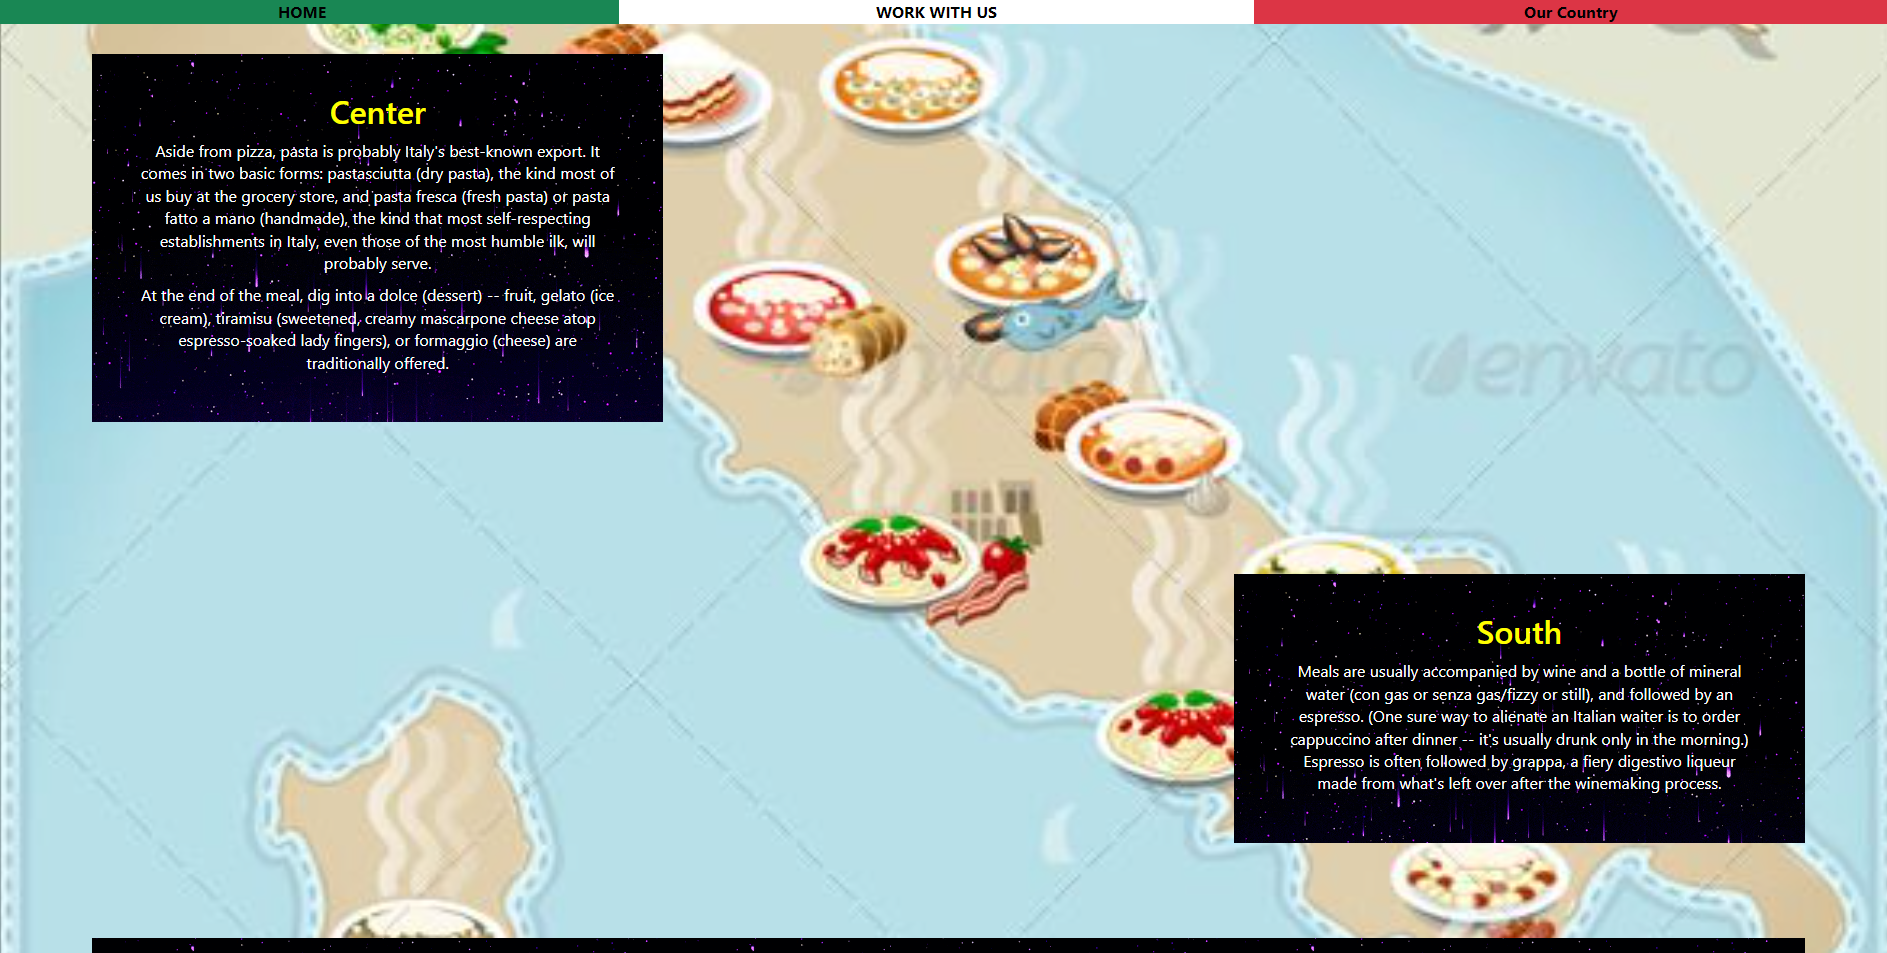 HOME
WORK WITH US
Our Country
Center
Aside from pizza, pasta is probably Italy's best-known export. It
comes in two basic forms: pastasciutta (dry pasta), the kind most of
us buy at the grocery store, and pasta fresca (fresh pasta) or pasta
fatto a mano (handmade), the kind that most self-respecting
establishments in Italy, even those of the most humble ilk, will
probably serve.
At the end of the meal, dig into a dolce (dessert) -- fruit, gelato (ice
cream), tiramisu (sweetened, creamy mascarpone cheese atop
espresso-soaked lady fingers), or formaggio (cheese) are
traditionally offered.
envato
envato
South
Meals are usually accompanied by wine and a bottle of mineral
water (con gas or senza gas/fizzy or still), and followed by an
espresso. (One sure way to alienate an Italian waiter is to order
cappuccino after dinner -- it's usually drunk only in the morning.)
Espresso is often followed by grappa, a fiery digestivo liqueur
made from what's left over after the winemaking process.